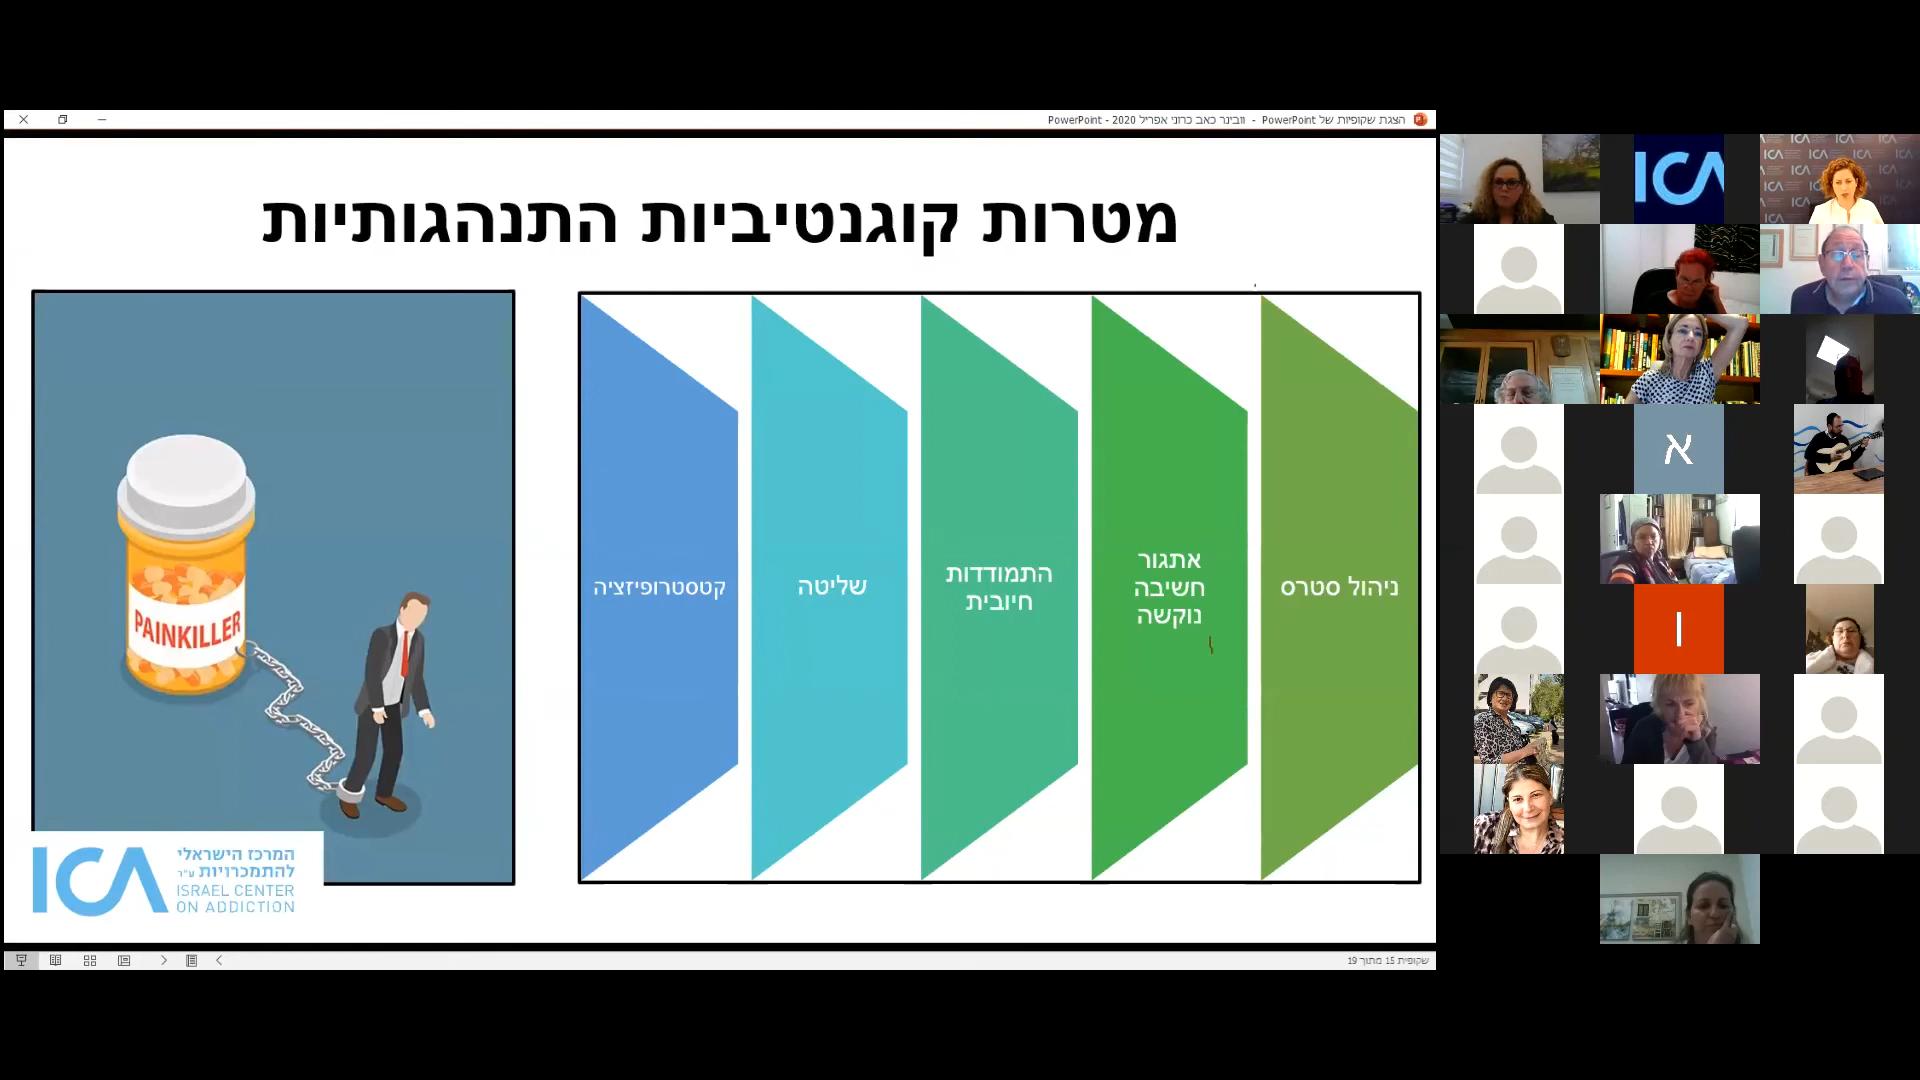 הצגת שקופיות של PowerPoint - וובינר כאב כרוני אפריל 2020 - PowerPoint
מטרות קוגנטיביות התנהגותיות
ניהול סטרס
אתגור
חשיבה
נוקשה
התמודדות
חיובית
שליטה
קטסטרופיזציה
PAINKILLER
ICA
המרכז הישראלי
להתמכרויות ע"ר
ISRAEL CENTER
ON ADDICTION
שקופית 15 מתוך 19
ICA
א
I